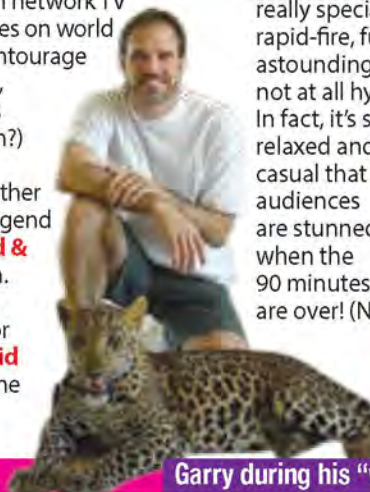 n network TV
es on world
ntourage
n?)
ther
gend
d &
n.
or
id
ne
really speci
rapid-fire, fu
astounding
not at all hy
In fact, it's s
relaxed and
casual that
audiences
are stunned
when the
90 minutes
are over! (N
Garry during his "